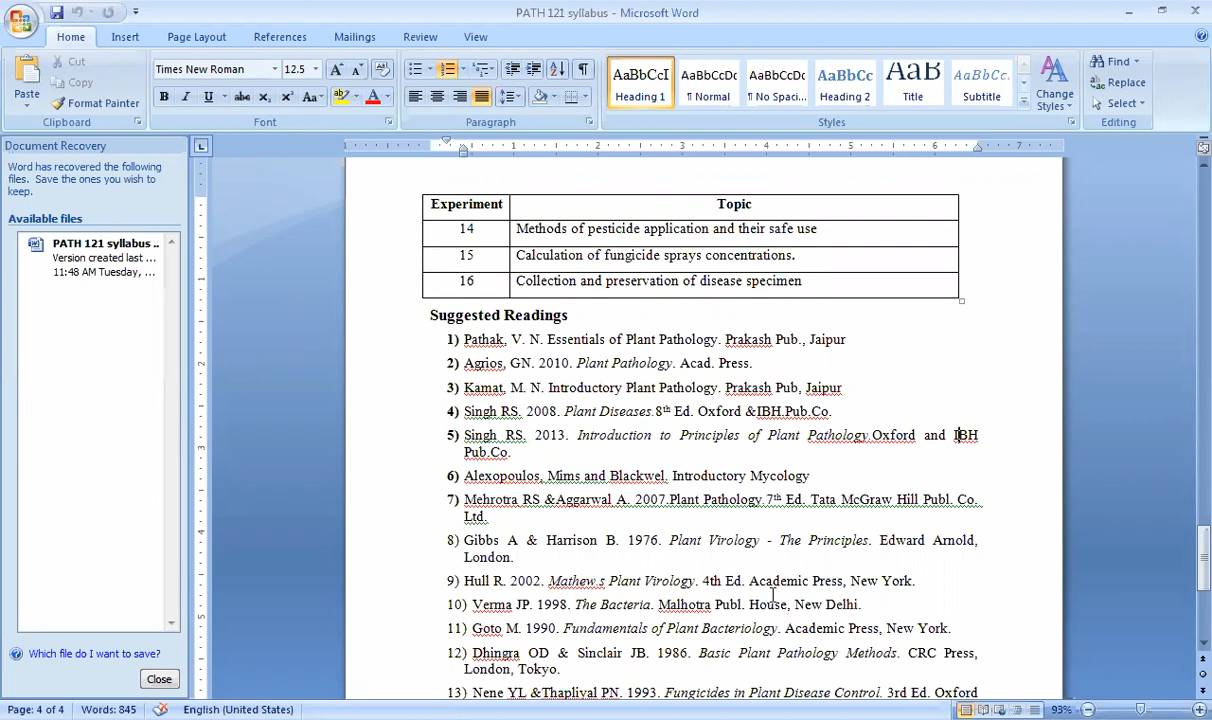 PATH 121 syllabus - Microsoft Word
Home Insert Page Layout References Mailings Review View
Paste
Cut
Copy
Format Painter
Clipboard
Times New Roman 12.5
B I U abc x₂ x² Aa
Font
Paragraph
AaBbCcI AaBbCcDc AaBbCcDc AaBbCc AaB AaBbCc
Heading 1 ¶ Normal ¶ No Spaci... Heading 2 Title Subtitle
Change Styles
Styles
Find
Replace
Select
Editing
Document Recovery
Word has recovered the following
files. Save the ones you wish to
keep.
Available files
PATH 121 syllabus ..
Version created last ...
11:48 AM Tuesday, ...
Which file do I want to save?
Close
1 2 3 4 5 6 7
Experiment Topic
14 Methods of pesticide application and their safe use
15 Calculation of fungicide sprays concentrations.
16 Collection and preservation of disease specimen
Suggested Readings
1) Pathak, V. N. Essentials of Plant Pathology. Prakash Pub., Jaipur
2) Agrios, GN. 2010. Plant Pathology. Acad. Press.
3) Kamat, M. N. Introductory Plant Pathology. Prakash Pub, Jaipur
4) Singh RS. 2008. Plant Diseases.8th Ed. Oxford &IBH.Pub.Co.
5) Singh RS. 2013. Introduction to Principles of Plant Pathology.Oxford and IBH
Pub.Co.
6) Alexopoulos, Mims and Blackwel. Introductory Mycology
7) Mehrotra RS &Aggarwal A. 2007.Plant Pathology.7th Ed. Tata McGraw Hill Publ. Co.
Ltd.
8) Gibbs A & Harrison B. 1976. Plant Virology - The Principles. Edward Arnold,
London.
9) Hull R. 2002. Mathew.s Plant Virology. 4th Ed. Academic Press, New York.
10) Verma JP. 1998. The Bacteria. Malhotra Publ. House, New Delhi.
11) Goto M. 1990. Fundamentals of Plant Bacteriology. Academic Press, New York.
12) Dhingra OD & Sinclair JB. 1986. Basic Plant Pathology Methods. CRC Press,
London, Tokyo.
13) Nene YL &Thapliyal PN. 1993. Fungicides in Plant Disease Control. 3rd Ed. Oxford
Page: 4 of 4 Words: 845 English (United States) 93%